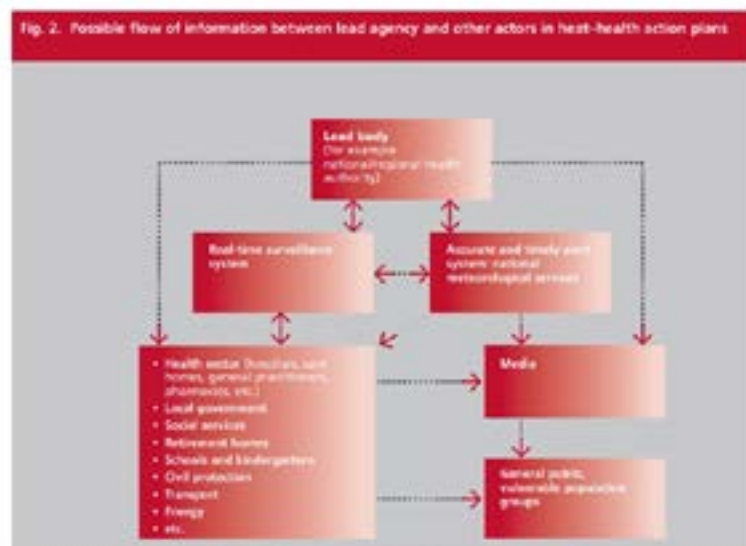 Fig. 2. Possible flow of information between lead agency and other actors in heat-health action plans
Lead body
(for example
national/regional health
authority)
Real-time surveillance
system
Accurate and timely alert
system: national
meteorological services
• Health sector (hospitals, care
homes, general practitioners,
pharmacies, etc.)
• Local government
• Social services
• Retirement homes
• Schools and kindergartens
• Civil protection
• Transport
• Energy
• etc.
Media
General public,
vulnerable population
groups